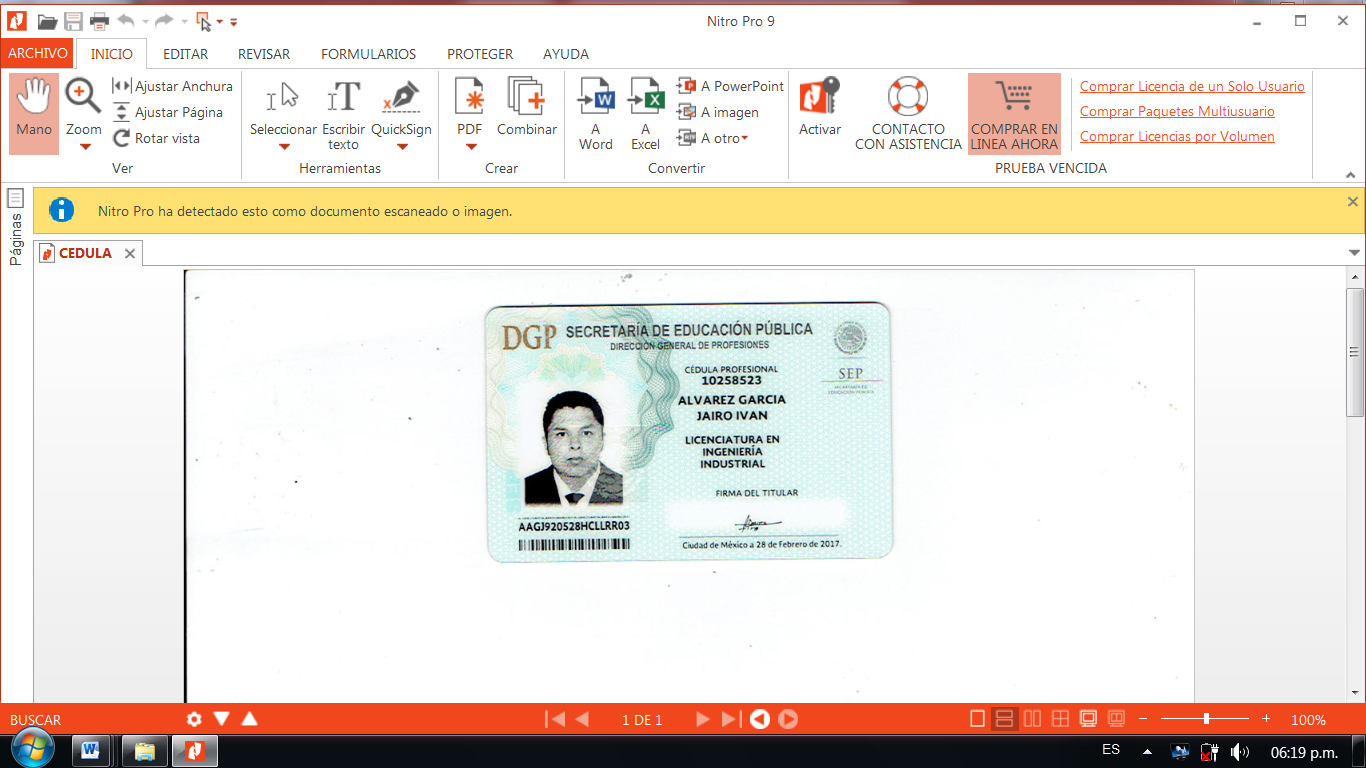 Nitro Pro 9
ARCHIVO INICIO EDITAR REVISAR FORMULARIOS PROTEGER AYUDA
Mano
Zoom
Ajustar Anchura
Ajustar Página
Rotar vista
Ver
Seleccionar
Escribir
texto
QuickSign
Herramientas
PDF
Combinar
Crear
A
Word
A
Excel
A PowerPoint
A imagen
A otro
Convertir
Activar
CONTACTO
CON ASISTENCIA
COMPRAR EN
LINEA AHORA
Comprar Licencia de un Solo Usuario
Comprar Paquetes Multiusuario
Comprar Licencias por Volumen
PRUEBA VENCIDA
Páginas
Nitro Pro ha detectado esto como documento escaneado o imagen.
CEDULA
DGP SECRETARÍA DE EDUCACIÓN PÚBLICA
DIRECCIÓN GENERAL DE PROFESIONES
CÉDULA PROFESIONAL
10258523
SEP
SECRETARÍA DE
EDUCACIÓN PÚBLICA
ALVAREZ GARCIA
JAIRO IVAN
LICENCIATURA EN
INGENIERÍA
INDUSTRIAL
FIRMA DEL TITULAR
AAGJ920528HCLLRR03
Ciudad de México a 28 de Febrero de 2017.
BUSCAR
1 DE 1
100%
ES
06:19 p.m.